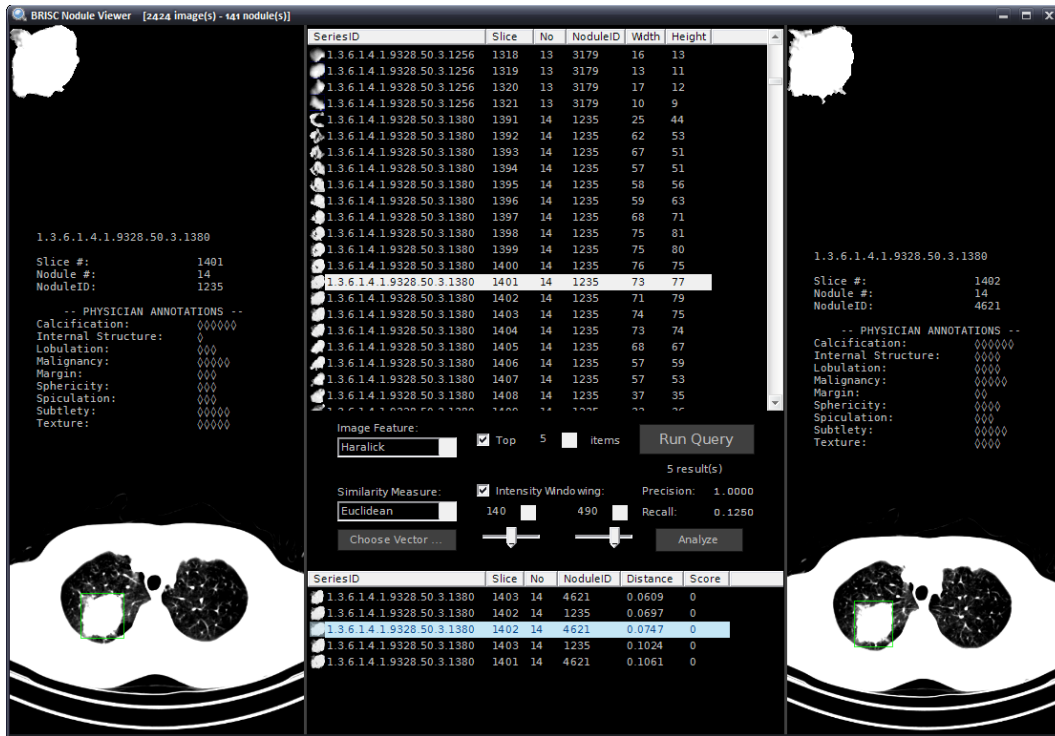 BRISC Nodule Viewer [2424 image(s) - 141 nodule(s)]
1.3.6.1.4.1.9328.50.3.1380
Slice #: 1401
Nodule #: 14
NoduleID: 1235
-- PHYSICIAN ANNOTATIONS --
Calcification: ◊◊◊◊◊◊
Internal Structure: ◊
Lobulation: ◊◊◊
Malignancy: ◊◊◊◊◊
Margin: ◊◊◊
Sphericity: ◊◊◊
Spiculation: ◊◊◊
Subtlety: ◊◊◊◊◊
Texture: ◊◊◊◊◊
SeriesID Slice No NoduleID Width Height
1.3.6.1.4.1.9328.50.3.1256 1318 13 3179 16 13
1.3.6.1.4.1.9328.50.3.1256 1319 13 3179 13 11
1.3.6.1.4.1.9328.50.3.1256 1320 13 3179 17 12
1.3.6.1.4.1.9328.50.3.1256 1321 13 3179 10 9
1.3.6.1.4.1.9328.50.3.1380 1391 14 1235 25 44
1.3.6.1.4.1.9328.50.3.1380 1392 14 1235 62 53
1.3.6.1.4.1.9328.50.3.1380 1393 14 1235 67 51
1.3.6.1.4.1.9328.50.3.1380 1394 14 1235 57 51
1.3.6.1.4.1.9328.50.3.1380 1395 14 1235 58 56
1.3.6.1.4.1.9328.50.3.1380 1396 14 1235 59 63
1.3.6.1.4.1.9328.50.3.1380 1397 14 1235 68 71
1.3.6.1.4.1.9328.50.3.1380 1398 14 1235 75 81
1.3.6.1.4.1.9328.50.3.1380 1399 14 1235 75 80
1.3.6.1.4.1.9328.50.3.1380 1400 14 1235 76 75
1.3.6.1.4.1.9328.50.3.1380 1401 14 1235 73 77
1.3.6.1.4.1.9328.50.3.1380 1402 14 1235 71 79
1.3.6.1.4.1.9328.50.3.1380 1403 14 1235 74 75
1.3.6.1.4.1.9328.50.3.1380 1404 14 1235 73 74
1.3.6.1.4.1.9328.50.3.1380 1405 14 1235 68 67
1.3.6.1.4.1.9328.50.3.1380 1406 14 1235 57 59
1.3.6.1.4.1.9328.50.3.1380 1407 14 1235 57 53
1.3.6.1.4.1.9328.50.3.1380 1408 14 1235 37 35
Image Feature:
Haralick
Top 5 items
Run Query
5 result(s)
Similarity Measure:
Euclidean
Intensity Windowing:
140 490
Precision: 1.0000
Recall: 0.1250
Choose Vector ...
Analyze
SeriesID Slice No NoduleID Distance Score
1.3.6.1.4.1.9328.50.3.1380 1403 14 4621 0.0609 0
1.3.6.1.4.1.9328.50.3.1380 1402 14 1235 0.0697 0
1.3.6.1.4.1.9328.50.3.1380 1402 14 4621 0.0747 0
1.3.6.1.4.1.9328.50.3.1380 1403 14 1235 0.1024 0
1.3.6.1.4.1.9328.50.3.1380 1401 14 4621 0.1061 0
1.3.6.1.4.1.9328.50.3.1380
Slice #: 1402
Nodule #: 14
NoduleID: 4621
-- PHYSICIAN ANNOTATIONS --
Calcification: ◊◊◊◊◊◊
Internal Structure: ◊◊◊◊
Lobulation: ◊◊◊◊
Malignancy: ◊◊◊◊◊
Margin: ◊◊
Sphericity: ◊◊◊◊
Spiculation: ◊◊◊◊
Subtlety: ◊◊◊◊◊
Texture: ◊◊◊◊